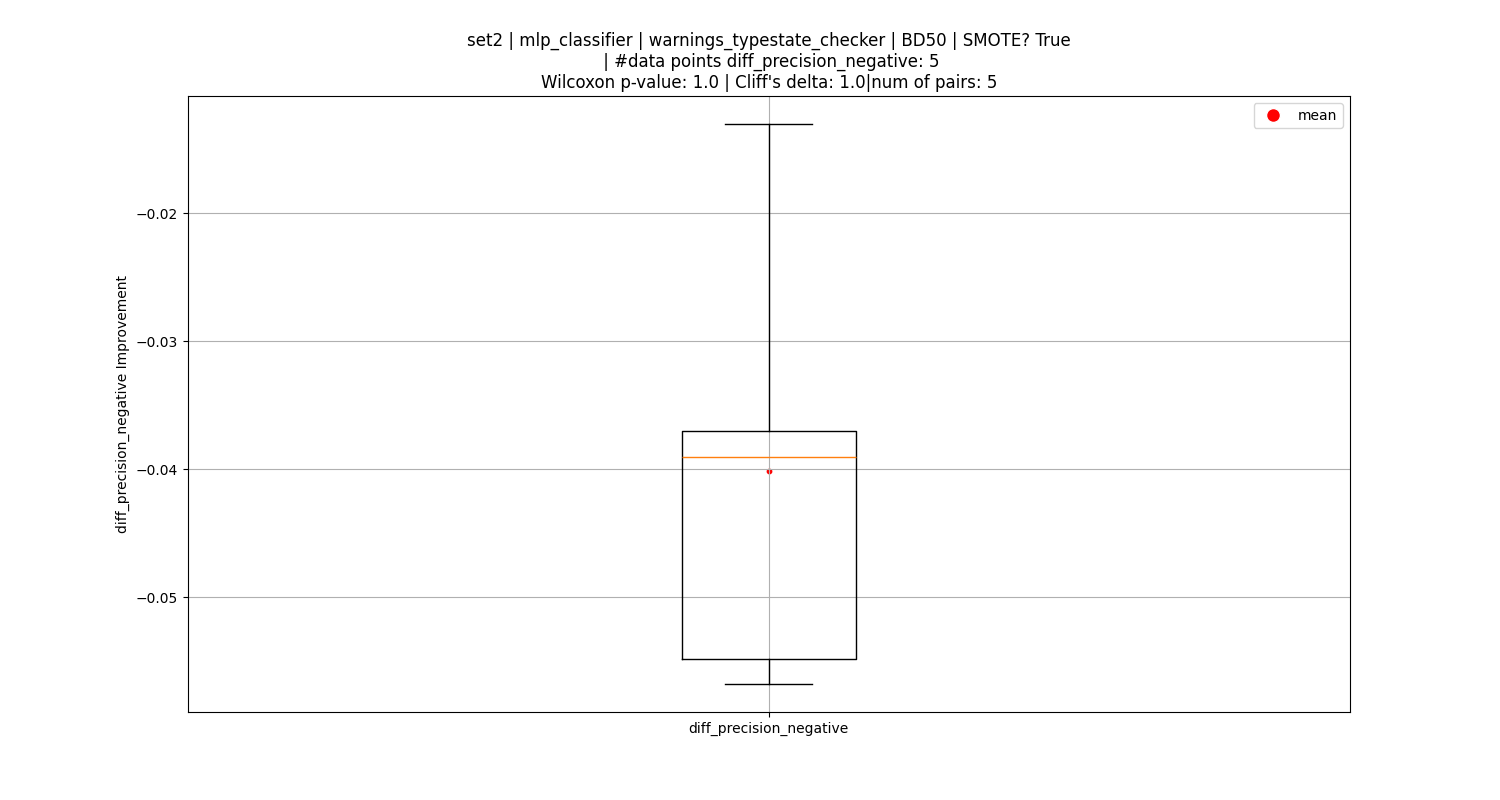 set2 | mlp_classifier | warnings_typestate_checker | BD50 | SMOTE? True
| #data points diff_precision_negative: 5
Wilcoxon p-value: 1.0 | Cliff's delta: 1.0|num of pairs: 5
mean
−0.02
−0.03
−0.04
−0.05
diff_precision_negative Improvement
diff_precision_negative